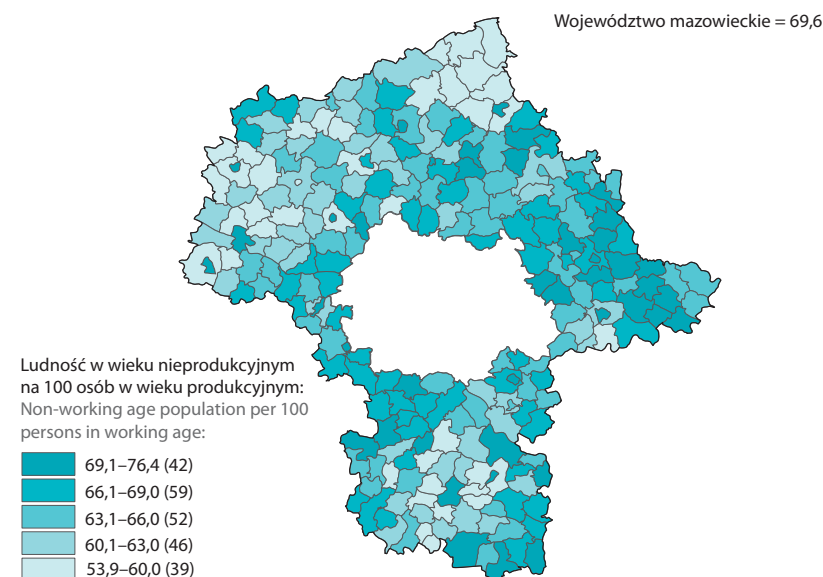 Województwo mazowieckie = 69,6
Ludność w wieku nieprodukcyjnym
na 100 osób w wieku produkcyjnym:
Non-working age population per 100
persons in working age:
69,1–76,4 (42)
66,1–69,0 (59)
63,1–66,0 (52)
60,1–63,0 (46)
53,9–60,0 (39)